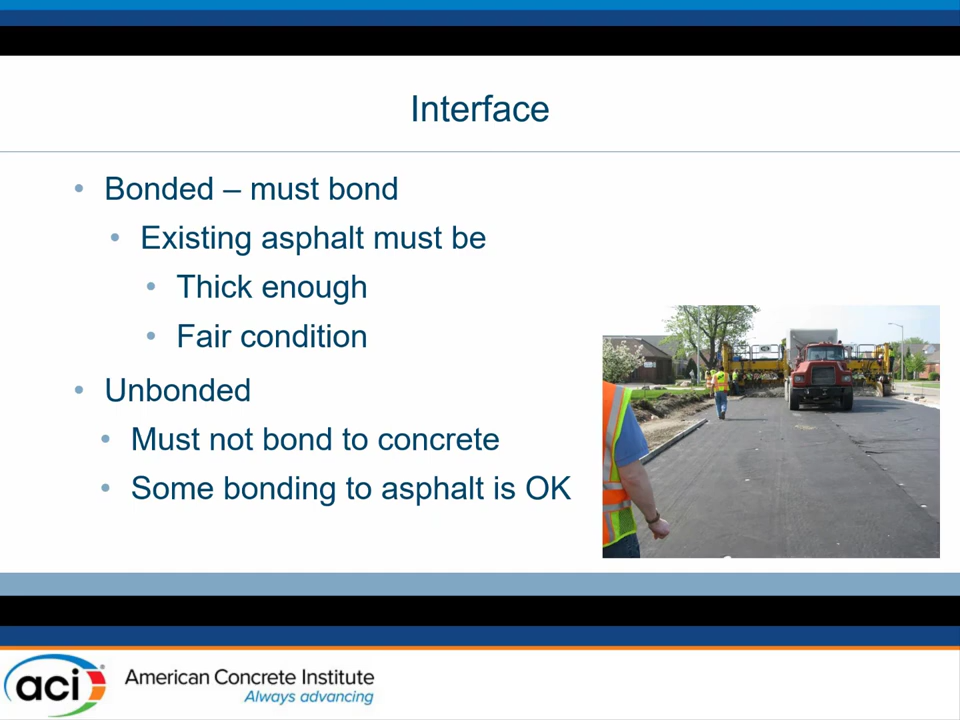 Interface
• Bonded – must bond
• Existing asphalt must be
• Thick enough
• Fair condition
• Unbonded
• Must not bond to concrete
• Some bonding to asphalt is OK
aci
American Concrete Institute
Always advancing